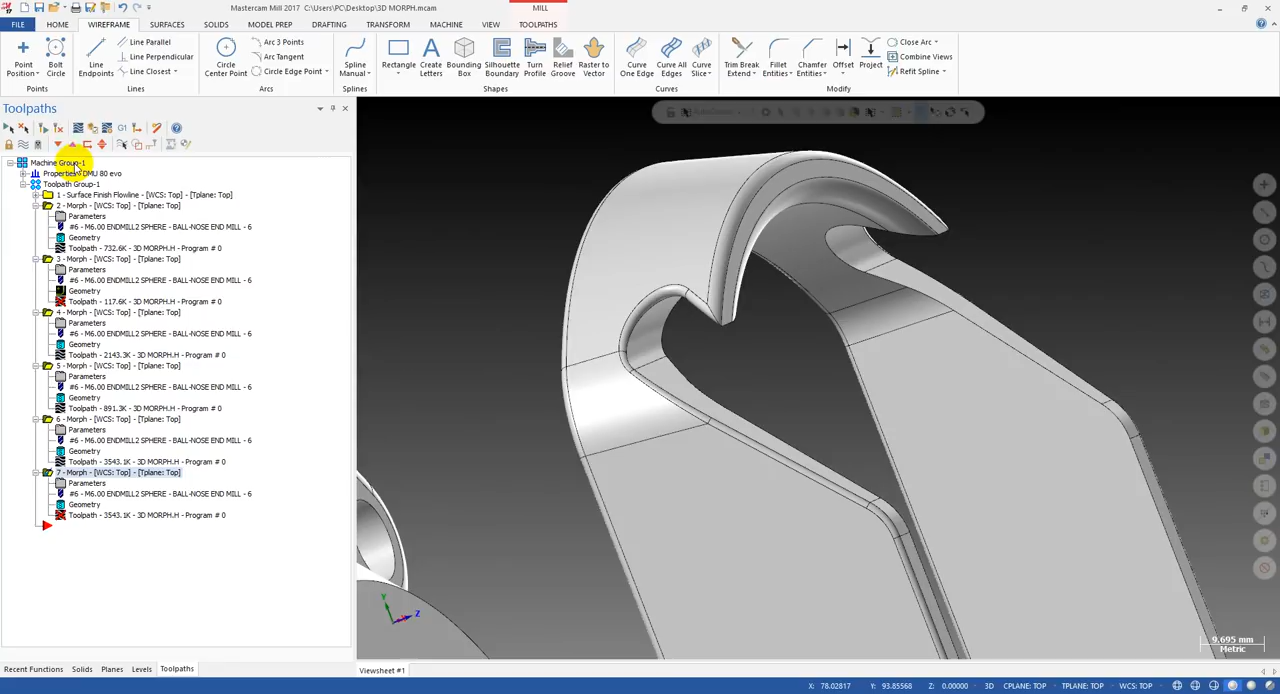 Mastercam Mill 2017 C:\Users\PC\Desktop\3D MORPH.mcam
MILL
FILE HOME WIREFRAME SURFACES SOLIDS MODEL PREP DRAFTING TRANSFORM MACHINE VIEW TOOLPATHS
Point Position
Bolt Circle
Points
Line Endpoints
Line Parallel
Line Perpendicular
Line Closest
Lines
Circle Center Point
Arc 3 Points
Arc Tangent
Circle Edge Point
Arcs
Spline Manual
Splines
Rectangle
Create Letters
Bounding Box
Silhouette Boundary
Turn Profile
Relief Groove
Raster to Vector
Shapes
Curve One Edge
Curve All Edges
Curve Slice
Curves
Trim Break Extend
Fillet Entities
Chamfer Entities
Offset
Project
Close Arc
Combine Views
Refit Spline
Modify
Toolpaths
G1
Machine Group-1
Properties - DMU 80 evo
Toolpath Group-1
1 - Surface Finish Flowline - [WCS: Top] - [Tplane: Top]
2 - Morph - [WCS: Top] - [Tplane: Top]
Parameters
#6 - M6.00 ENDMILL2 SPHERE - BALL-NOSE END MILL - 6
Geometry
Toolpath - 732.6K - 3D MORPH.H - Program # 0
3 - Morph - [WCS: Top] - [Tplane: Top]
Parameters
#6 - M6.00 ENDMILL2 SPHERE - BALL-NOSE END MILL - 6
Geometry
Toolpath - 117.6K - 3D MORPH.H - Program # 0
4 - Morph - [WCS: Top] - [Tplane: Top]
Parameters
#6 - M6.00 ENDMILL2 SPHERE - BALL-NOSE END MILL - 6
Geometry
Toolpath - 2143.3K - 3D MORPH.H - Program # 0
5 - Morph - [WCS: Top] - [Tplane: Top]
Parameters
#6 - M6.00 ENDMILL2 SPHERE - BALL-NOSE END MILL - 6
Geometry
Toolpath - 891.3K - 3D MORPH.H - Program # 0
6 - Morph - [WCS: Top] - [Tplane: Top]
Parameters
#6 - M6.00 ENDMILL2 SPHERE - BALL-NOSE END MILL - 6
Geometry
Toolpath - 3543.1K - 3D MORPH.H - Program # 0
7 - Morph - [WCS: Top] - [Tplane: Top]
Parameters
#6 - M6.00 ENDMILL2 SPHERE - BALL-NOSE END MILL - 6
Geometry
Toolpath - 3543.1K - 3D MORPH.H - Program # 0
Y
Z
9.695 mm
Metric
Recent Functions Solids Planes Levels Toolpaths
Viewsheet #1
X: 78.02817 Y: 93.85568 Z: 0.00000 3D CPLANE: TOP TPLANE: TOP WCS: TOP